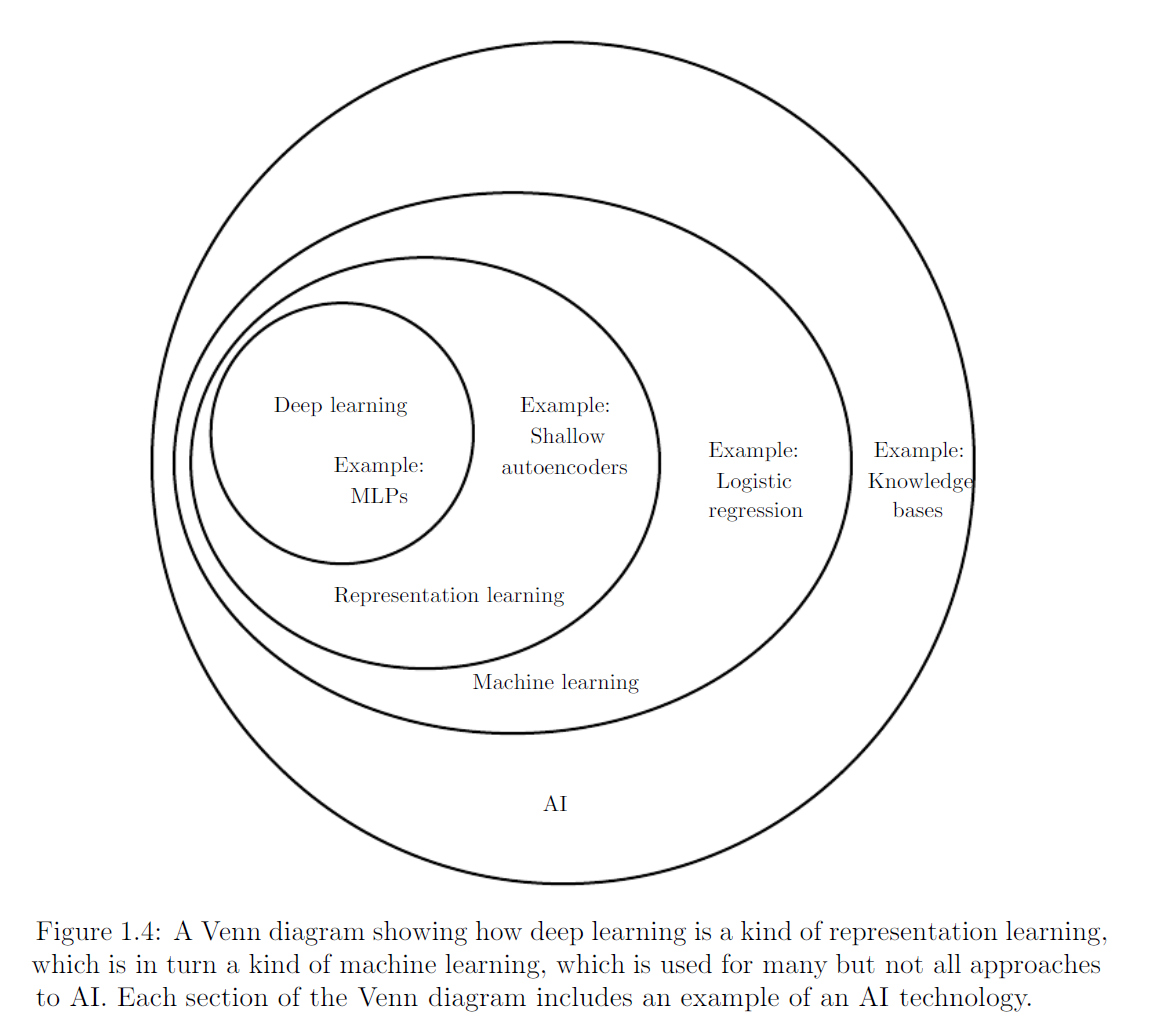 Deep learning
Example:
MLPs
Example:
Shallow
autoencoders
Example:
Logistic
regression
Example:
Knowledge
bases
Representation learning
Machine learning
AI
Figure 1.4: A Venn diagram showing how deep learning is a kind of representation learning,
which is in turn a kind of machine learning, which is used for many but not all approaches
to AI. Each section of the Venn diagram includes an example of an AI technology.